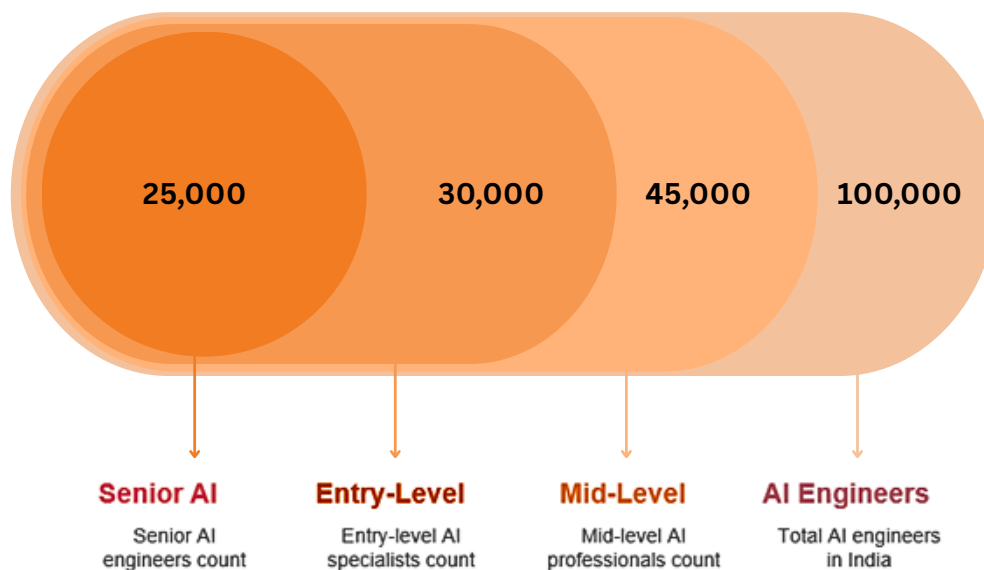 25,000
30,000
45,000
100,000
Senior AI
Senior AI
engineers count
Entry-Level
Entry-level AI
specialists count
Mid-Level
Mid-level AI
professionals count
AI Engineers
Total AI engineers
in India